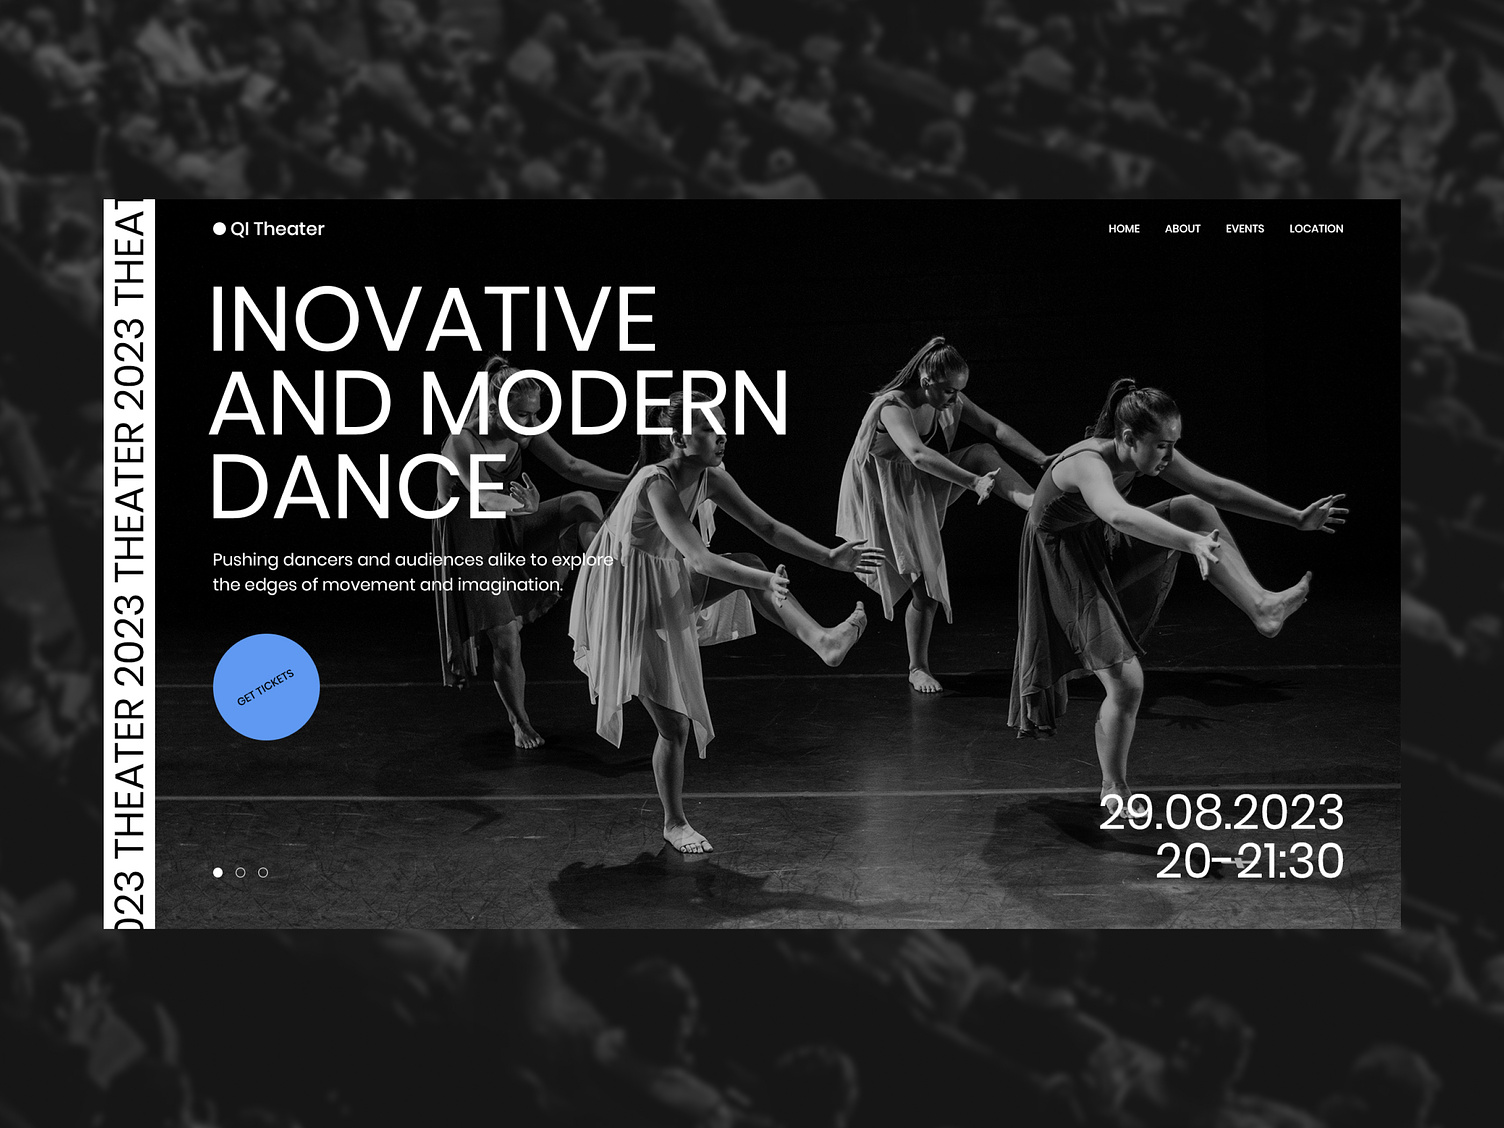 023 THEATER 2023 THEATER 2023 THEAT
QI Theater
HOME ABOUT EVENTS LOCATION
INOVATIVE
AND MODERN
DANCE
Pushing dancers and audiences alike to explore
the edges of movement and imagination.
GET TICKETS
29.08.2023
20–21:30